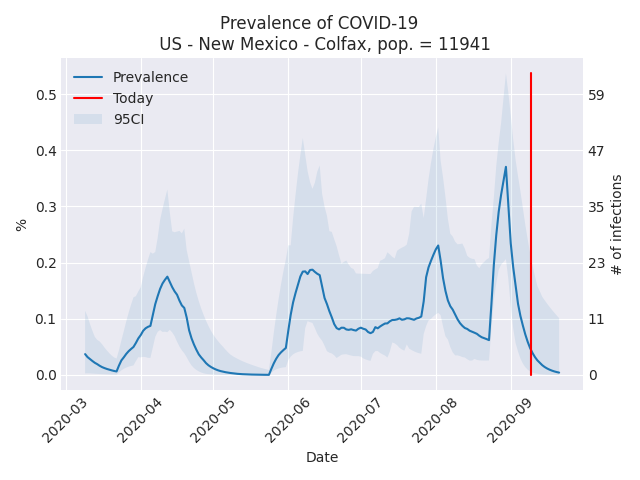 Prevalence of COVID-19
US - New Mexico - Colfax, pop. = 11941
Prevalence
Today
95CI
0.5
0.4
0.3
0.2
0.1
0.0
%
59
47
35
23
11
0
# of infections
2020-03
2020-04
2020-05
2020-06
2020-07
2020-08
2020-09
Date